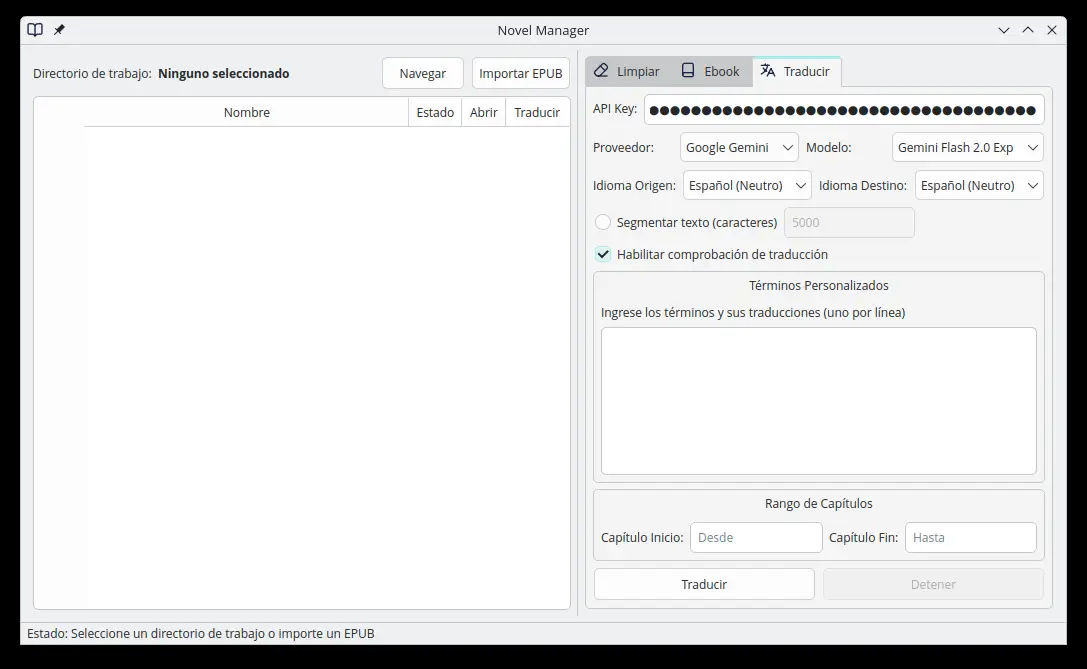 Novel Manager
Directorio de trabajo: Ninguno seleccionado
Navegar
Importar EPUB
Nombre
Estado
Abrir
Traducir
Limpiar
Ebook
Traducir
API Key:
Proveedor:
Google Gemini
Modelo:
Gemini Flash 2.0 Exp
Idioma Origen:
Español (Neutro)
Idioma Destino:
Español (Neutro)
Segmentar texto (caracteres)
5000
Habilitar comprobación de traducción
Términos Personalizados
Ingrese los términos y sus traducciones (uno por línea)
Rango de Capítulos
Capítulo Inicio:
Desde
Capítulo Fin:
Hasta
Traducir
Detener
Estado: Seleccione un directorio de trabajo o importe un EPUB